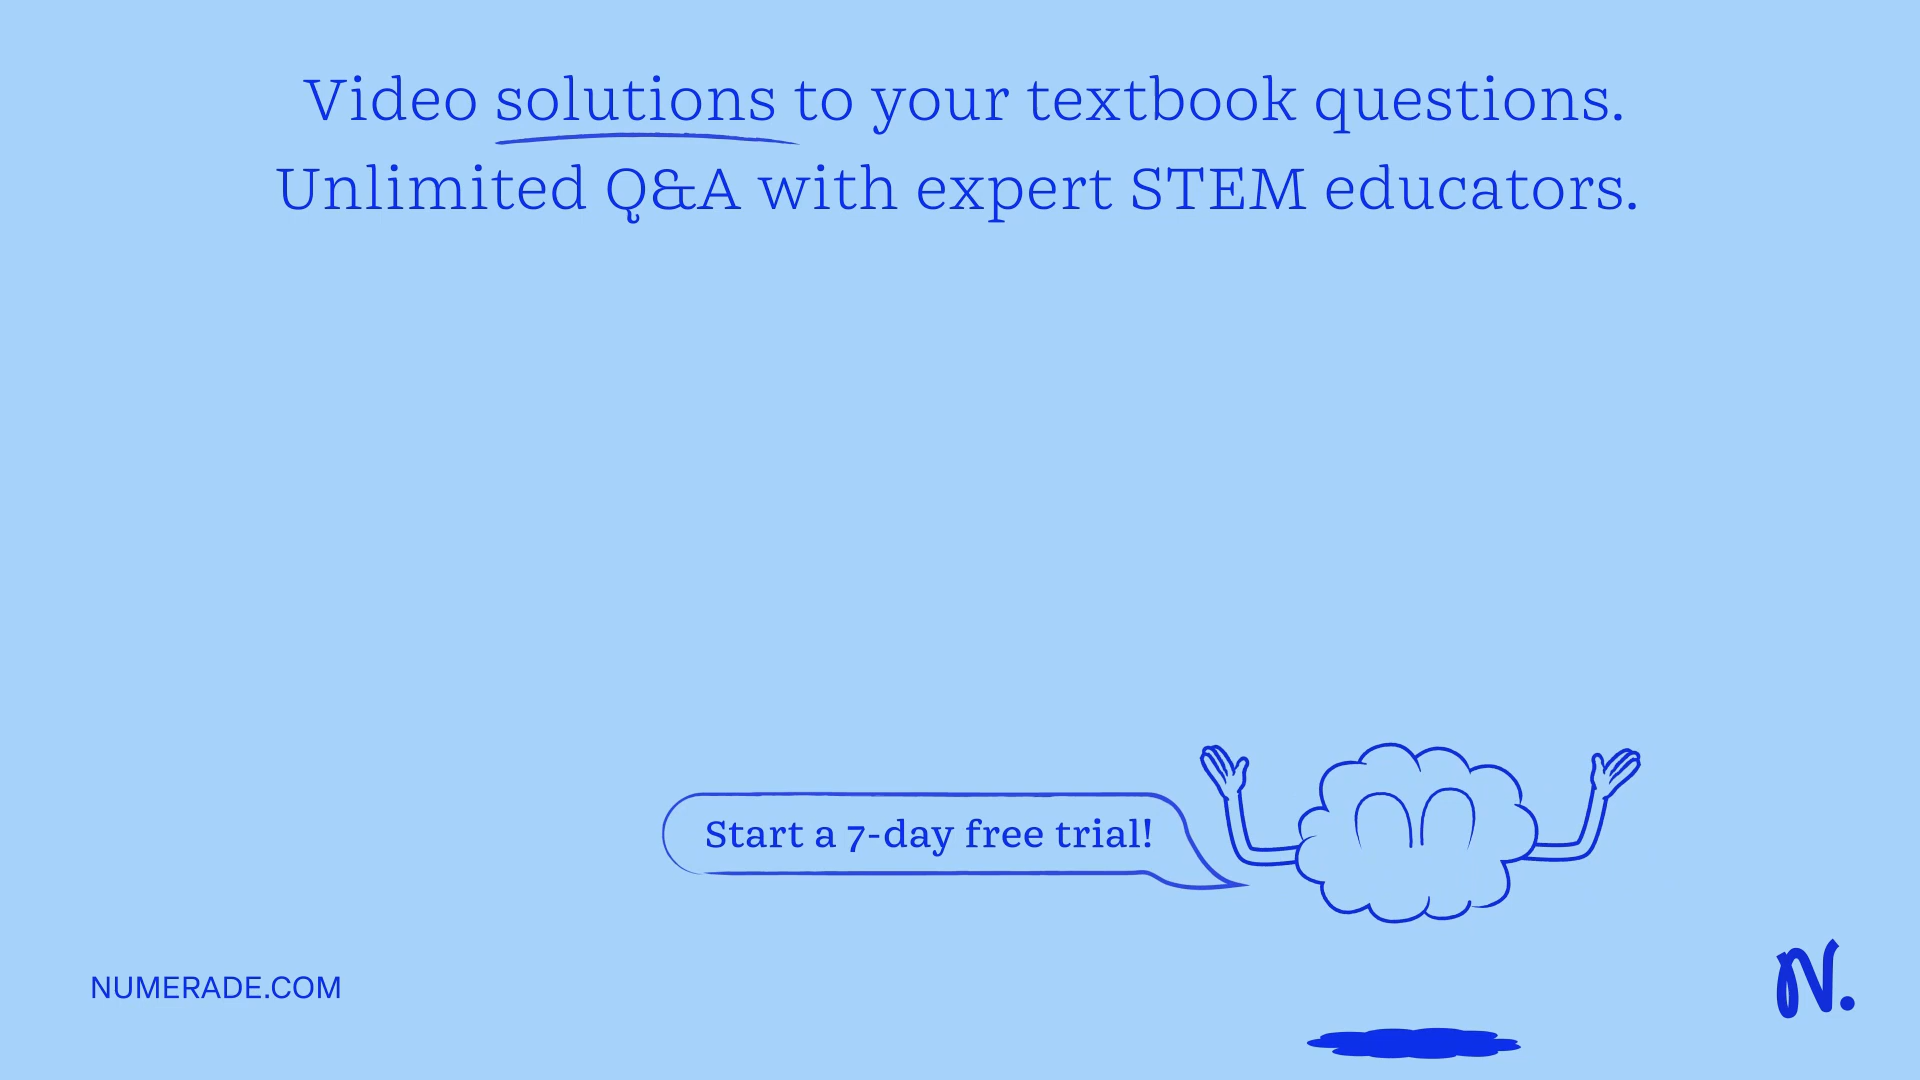 Video solutions to your textbook questions.
Unlimited Q&A with expert STEM educators.
Start a 7-day free trial!
NUMERADE.COM
N.